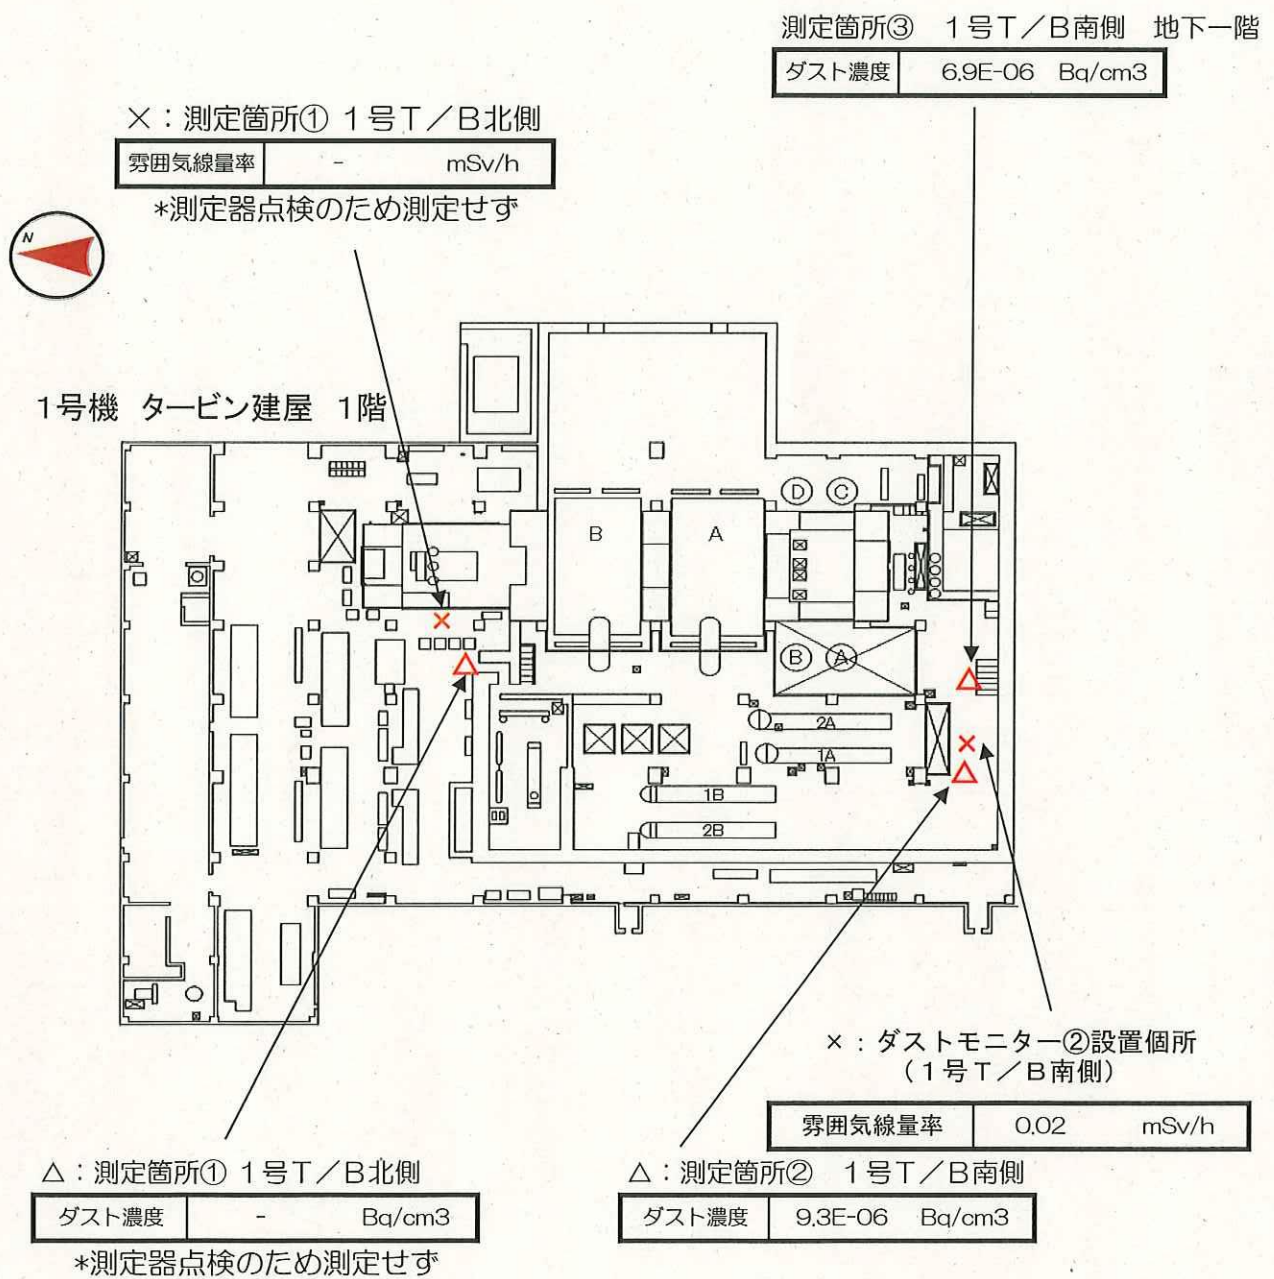 測定箇所③　1号T／B南側　地下一階
ダスト濃度　6.9E-06　Bq/cm3
×：測定箇所① 1号T／B北側
雰囲気線量率　-　mSv/h
*測定器点検のため測定せず
N
1号機　タービン建屋　1階
D C
B A
B A
2A
1A
1B
2B
×：ダストモニター②設置個所
（1号T／B南側）
雰囲気線量率　0.02　mSv/h
△：測定箇所① 1号T／B北側
ダスト濃度　-　Bq/cm3
*測定器点検のため測定せず
△：測定箇所②　1号T／B南側
ダスト濃度　9.3E-06　Bq/cm3